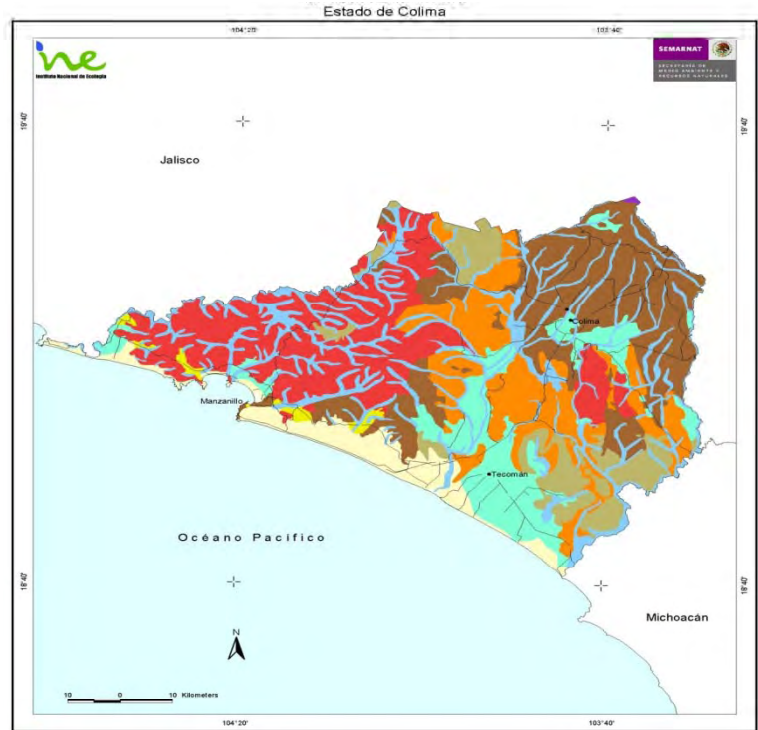 Estado de Colima
104°20'
103°40'
ine
Instituto Nacional de Ecología
SEMARNAT
SECRETARÍA DE
MEDIO AMBIENTE Y
RECURSOS NATURALES
19°40'
19°40'
Jalisco
Colima
Manzanillo
Tecomán
Océano Pacífico
18°40'
18°40'
Michoacán
N
10 0 10 Kilometers
104°20'
103°40'